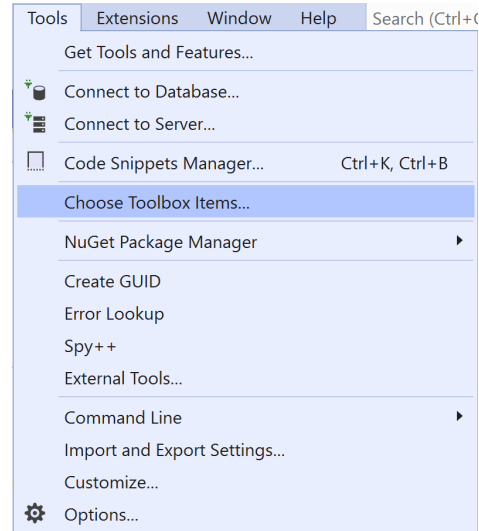 Tools Extensions Window Help Search (Ctrl+
Get Tools and Features...
Connect to Database...
Connect to Server...
Code Snippets Manager... Ctrl+K, Ctrl+B
Choose Toolbox Items...
NuGet Package Manager
Create GUID
Error Lookup
Spy++
External Tools...
Command Line
Import and Export Settings...
Customize...
Options...